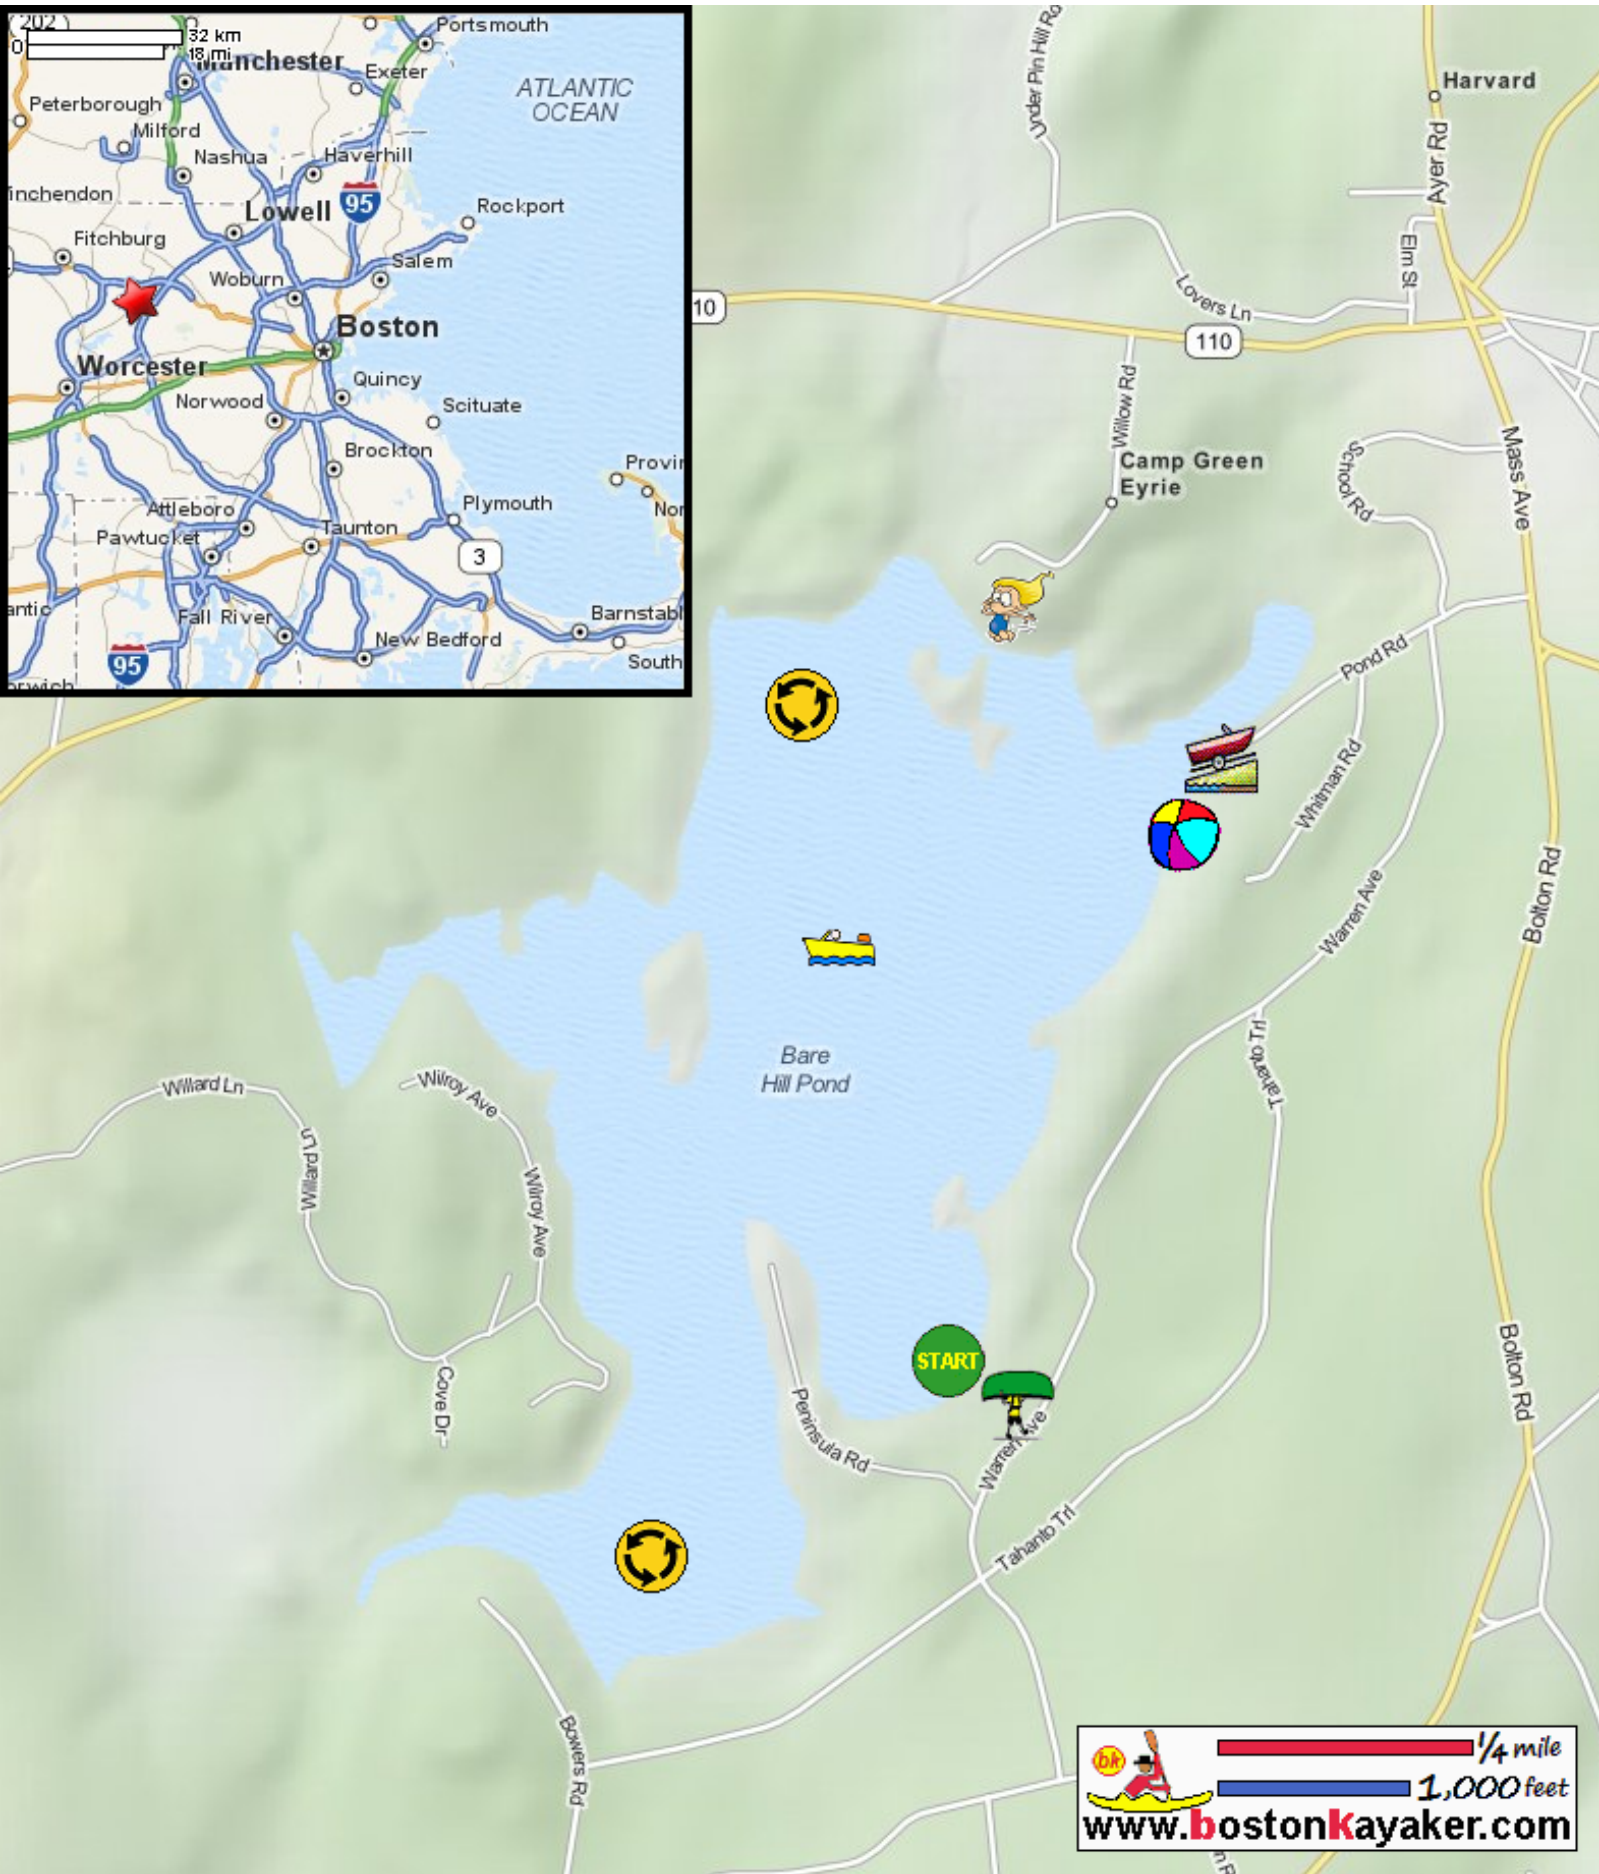 202
32 km
0
18 mi
Manchester
Portsmouth
Exeter
ATLANTIC
OCEAN
Peterborough
Milford
Nashua
Haverhill
inchendon
Lowell
95
Rockport
Fitchburg
Salem
Woburn
Boston
Worcester
Quincy
Norwood
Scituate
Brockton
Provin
Nor
Attleboro
Plymouth
Pawtucket
Taunton
3
antic
Fall River
Barnstabl
New Bedford
95
South
orwich
Under Pin Hill Rd
Harvard
Ayer Rd
Elm St
Lovers Ln
10
110
Willow Rd
Camp Green
Eyrie
School Rd
Mass Ave
Pond Rd
Whitman Rd
Warren Ave
Bolton Rd
Tahanto Trl
Bare
Hill Pond
Willard Ln
Wilroy Ave
Willard Ln
Wilroy Ave
START
Cove Dr
Peninsula Rd
Warren Ave
Bolton Rd
Tahanto Trl
Bowers Rd
bk
1/4 mile
1,000 feet
www.bostonKayaker.com
n R